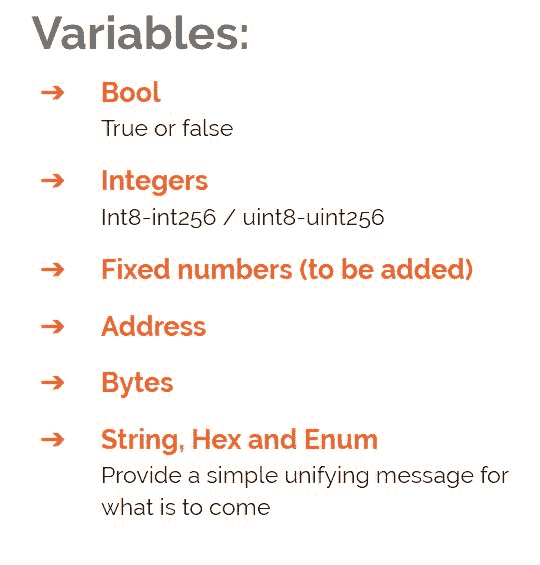 Variables:
➔ Bool
True or false
➔ Integers
Int8-int256 / uint8-uint256
➔ Fixed numbers (to be added)
➔ Address
➔ Bytes
➔ String, Hex and Enum
Provide a simple unifying message for
what is to come